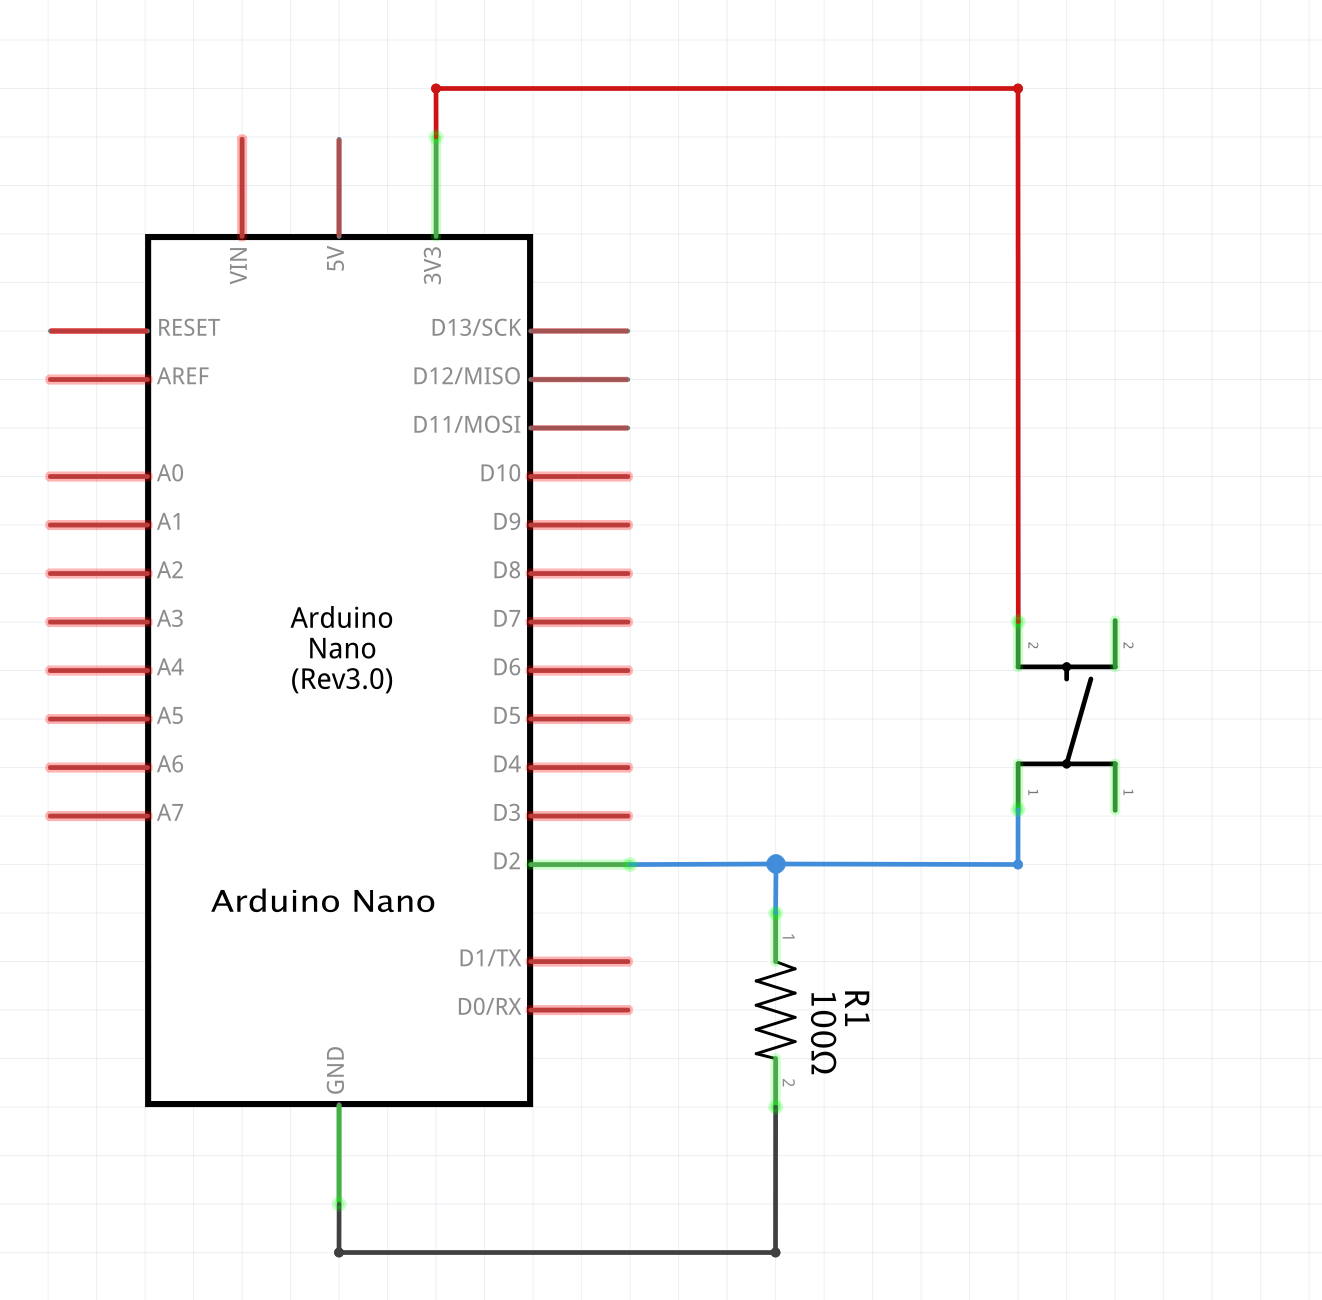 VIN
5V
3V3
RESET
D13/SCK
AREF
D12/MISO
D11/MOSI
A0
D10
A1
D9
A2
D8
A3
D7
A4
D6
A5
D5
A6
D4
A7
D3
D2
Arduino
Nano
(Rev3.0)
Arduino Nano
D1/TX
D0/RX
GND
2
2
1
1
1
R1
100Ω
2